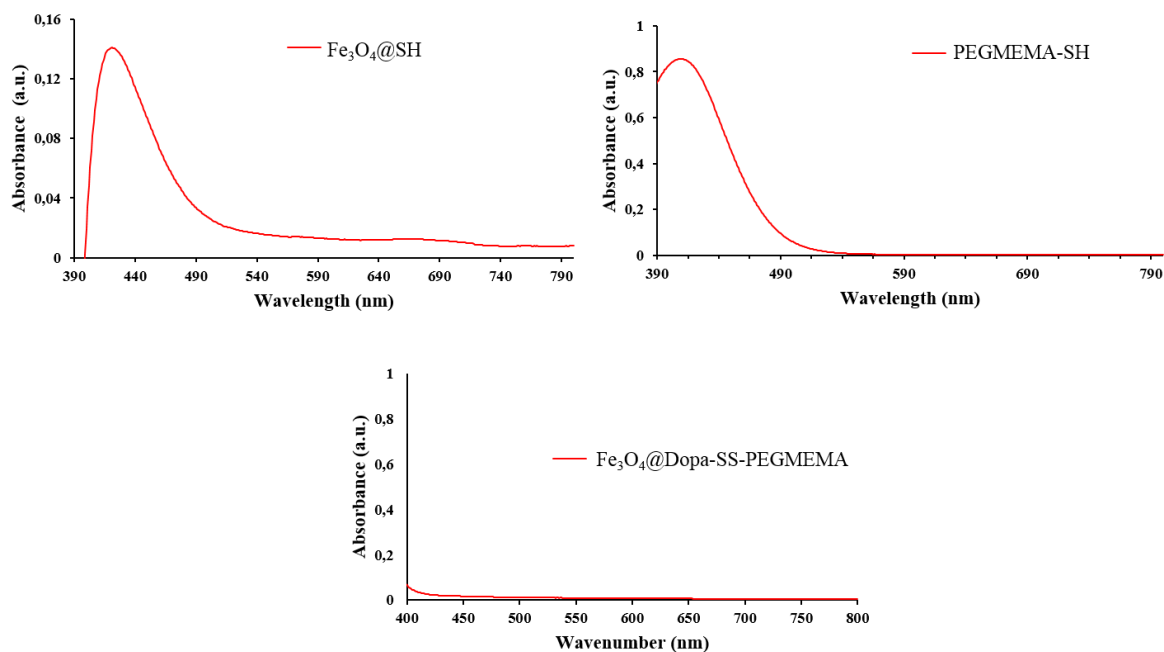 0,16
0,12
0,08
0,04
0
Absorbance (a.u.)
Fe₃O₄@SH
390 440 490 540 590 640 690 740 790
Wavelength (nm)
1
0,8
0,6
0,4
0,2
0
Absorbance (a.u.)
PEGMEMA-SH
390 490 590 690 790
Wavelength (nm)
1
0,8
0,6
0,4
0,2
0
Absorbance (a.u.)
Fe₃O₄@Dopa-SS-PEGMEMA
400 450 500 550 600 650 700 750 800
Wavenumber (nm)